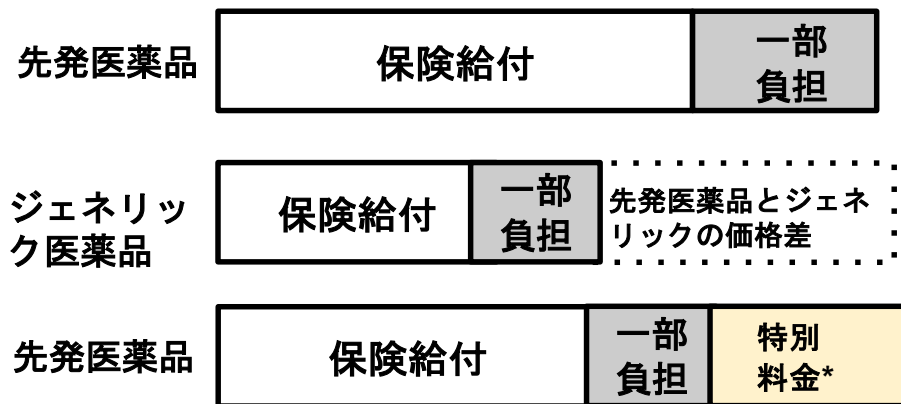 先発医薬品
保険給付
一部
負担
ジェネリッ
ク医薬品
保険給付
一部
負担
先発医薬品とジェネ
リックの価格差
先発医薬品
保険給付
一部
負担
特別
料金*